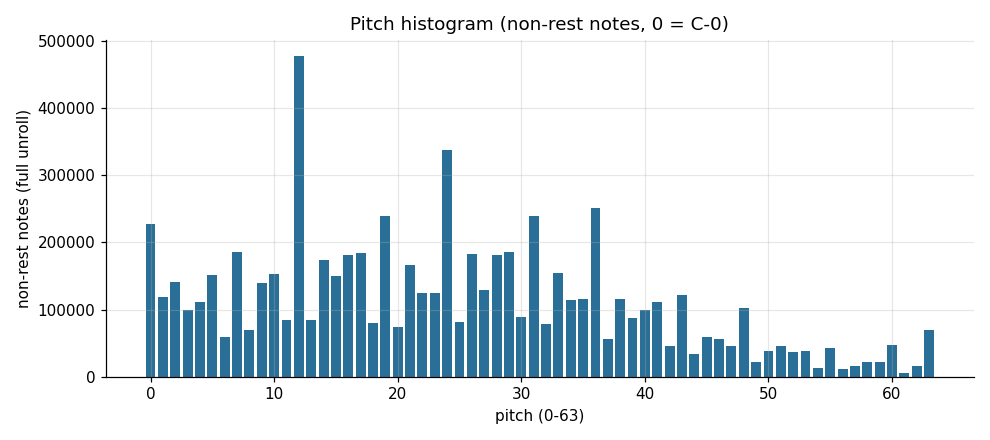 Pitch histogram (non-rest notes, 0 = C-0)
non-rest notes (full unroll)
500000
400000
300000
200000
100000
0
0 10 20 30 40 50 60
pitch (0-63)